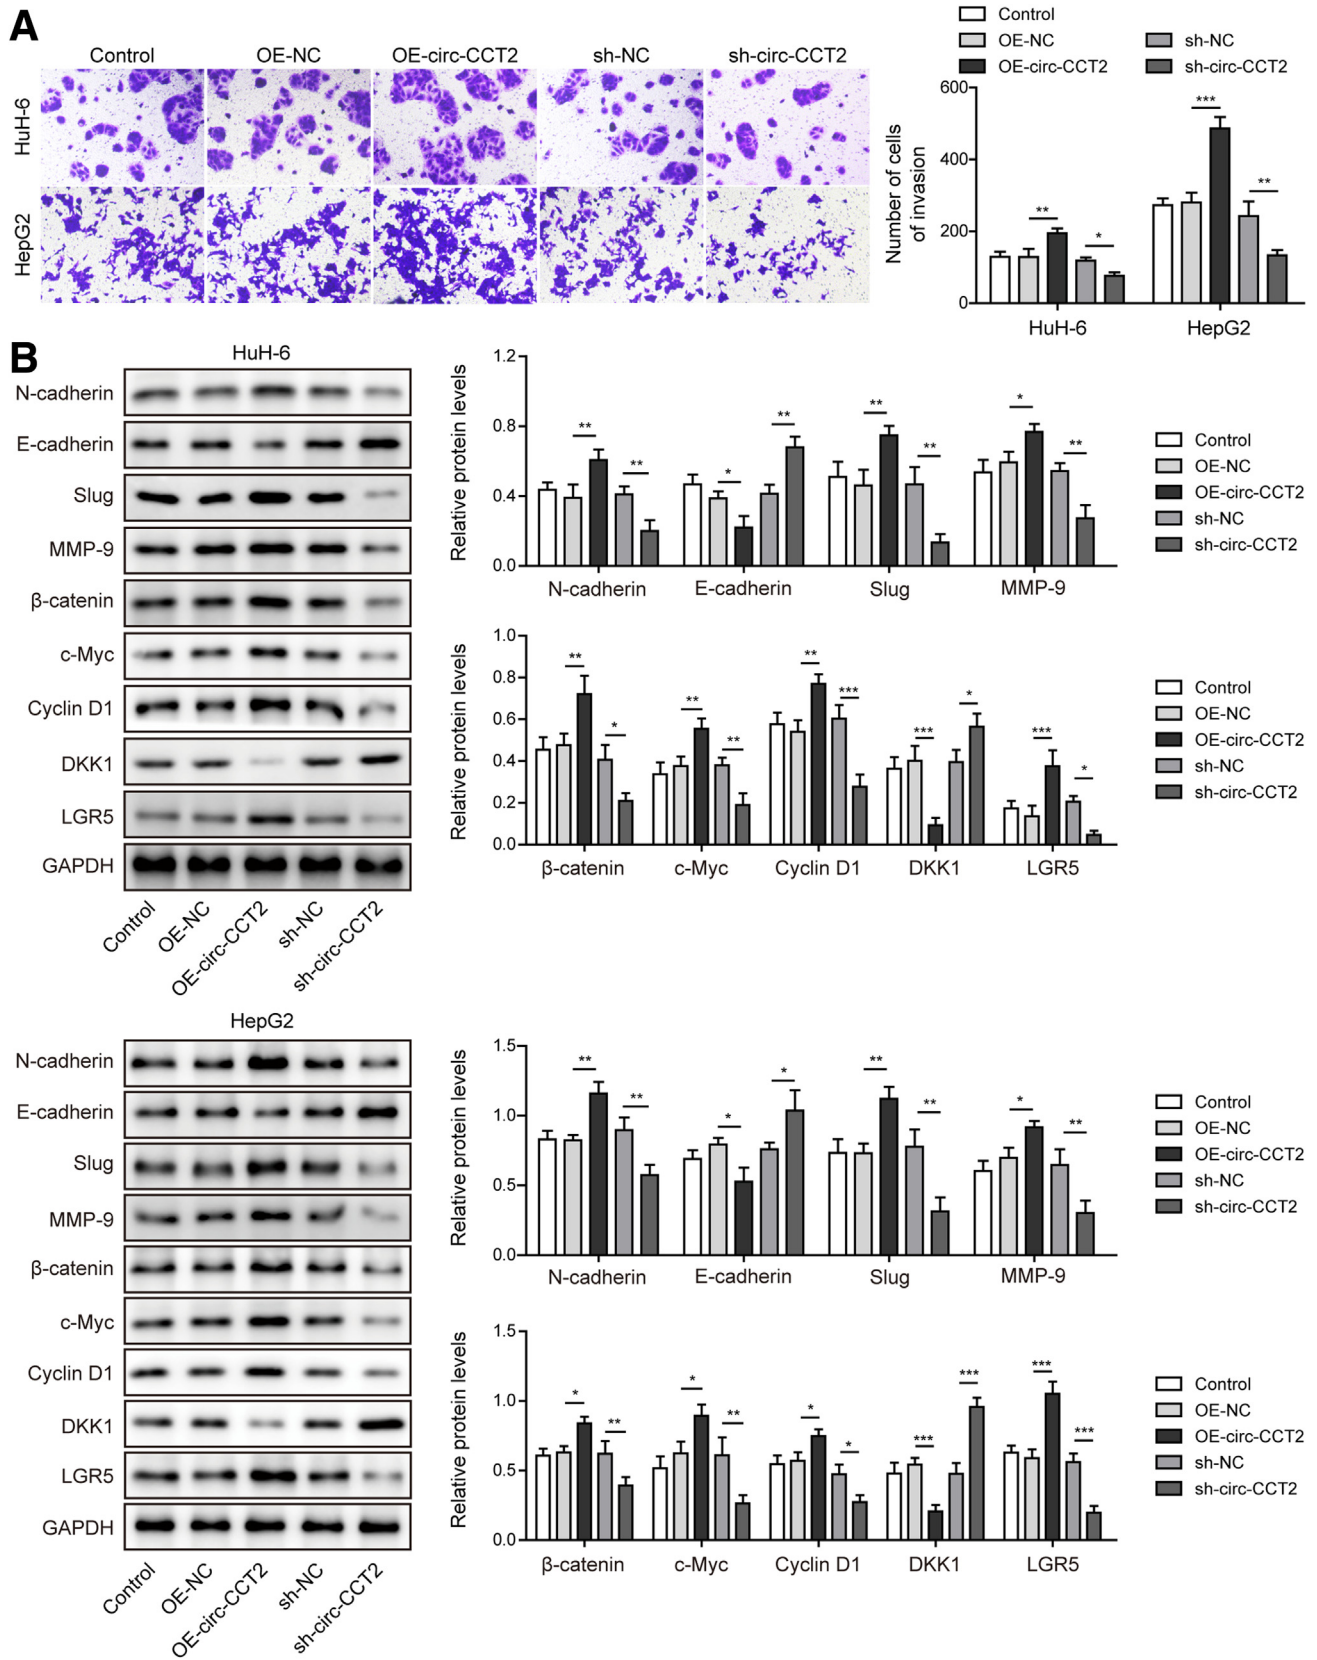 A
Control
OE-NC
OE-circ-CCT2
sh-NC
sh-circ-CCT2
HuH-6
HepG2
Control
OE-NC
OE-circ-CCT2
sh-NC
sh-circ-CCT2
Number of cells
of invasion
600
400
200
0
***
**
**
*
HuH-6
HepG2
B
HuH-6
N-cadherin
E-cadherin
Slug
MMP-9
β-catenin
c-Myc
Cyclin D1
DKK1
LGR5
GAPDH
Control
OE-NC
OE-circ-CCT2
sh-NC
sh-circ-CCT2
Relative protein levels
1.2
0.8
0.4
0.0
**
**
*
**
**
**
*
**
N-cadherin
E-cadherin
Slug
MMP-9
Control
OE-NC
OE-circ-CCT2
sh-NC
sh-circ-CCT2
Relative protein levels
1.0
0.8
0.6
0.4
0.2
0.0
**
*
**
**
**
***
***
*
***
*
β-catenin
c-Myc
Cyclin D1
DKK1
LGR5
Control
OE-NC
OE-circ-CCT2
sh-NC
sh-circ-CCT2
HepG2
N-cadherin
E-cadherin
Slug
MMP-9
β-catenin
c-Myc
Cyclin D1
DKK1
LGR5
GAPDH
Control
OE-NC
OE-circ-CCT2
sh-NC
sh-circ-CCT2
Relative protein levels
1.5
1.0
0.5
0.0
**
**
*
*
**
**
*
**
N-cadherin
E-cadherin
Slug
MMP-9
Control
OE-NC
OE-circ-CCT2
sh-NC
sh-circ-CCT2
Relative protein levels
1.5
1.0
0.5
0.0
*
**
*
**
*
*
***
***
***
***
β-catenin
c-Myc
Cyclin D1
DKK1
LGR5
Control
OE-NC
OE-circ-CCT2
sh-NC
sh-circ-CCT2